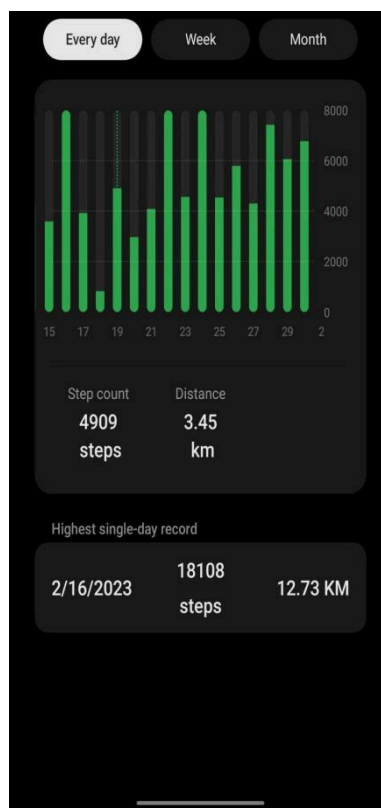 Every day Week Month
8000
6000
4000
2000
0
15 17 19 21 23 25 27 29 2
Step count Distance
4909 3.45
steps km
Highest single-day record
2/16/2023 18108 steps 12.73 KM